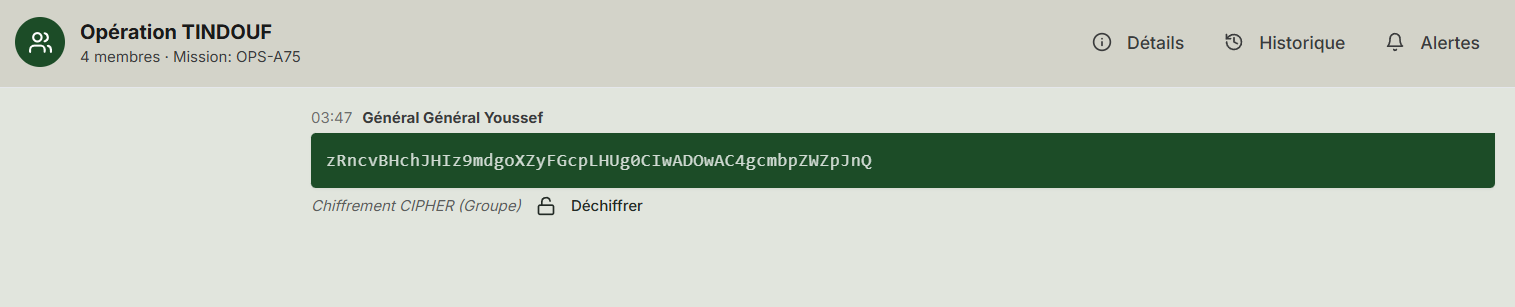 Opération TINDOUF
4 membres · Mission: OPS-A75
Détails
Historique
Alertes
03:47 Général Général Youssef
zRncvBHchJHIz9mdgoXZyFGcpLHUg0CIwADOwAC4gcmbpZWZpJnQ
Chiffrement CIPHER (Groupe)
Déchiffrer